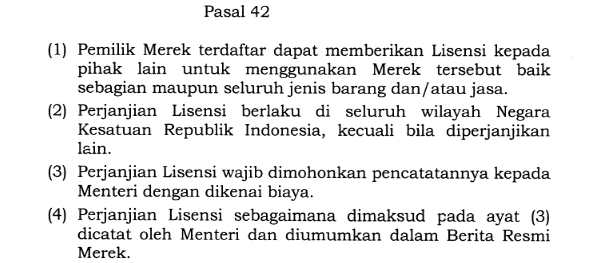 Pasal 42
(1) Pemilik Merek terdaftar dapat memberikan Lisensi kepada
pihak lain untuk menggunakan Merek tersebut baik
sebagian maupun seluruh jenis barang dan/atau jasa.
(2) Perjanjian Lisensi berlaku di seluruh wilayah Negara
Kesatuan Republik Indonesia, kecuali bila diperjanjikan
lain.
(3) Perjanjian Lisensi wajib dimohonkan pencatatannya kepada
Menteri dengan dikenai biaya.
(4) Perjanjian Lisensi sebagaimana dimaksud pada ayat (3)
dicatat oleh Menteri dan diumumkan dalam Berita Resmi
Merek.